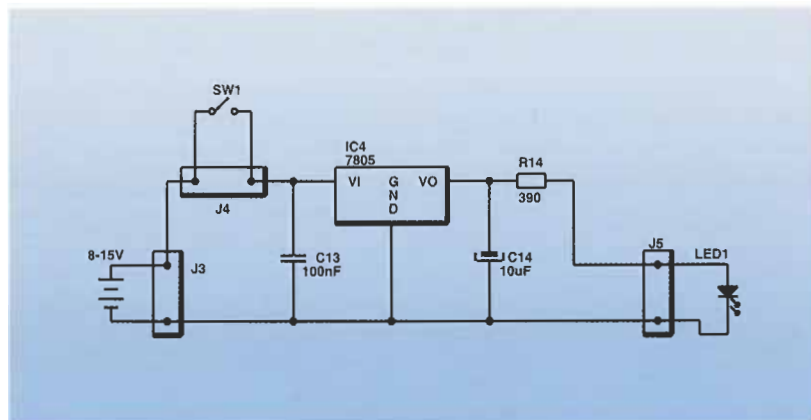 SW1
IC4
7805
R14
VI
G
N
D
VO
390
J4
8-15V
J3
C13
100nF
C14
10uF
J5
LED1